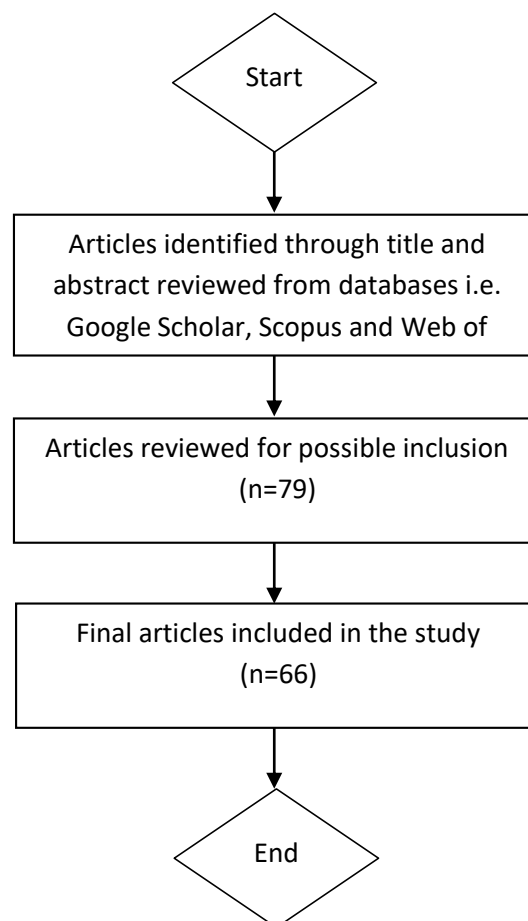 Start
Articles identified through title and
abstract reviewed from databases i.e.
Google Scholar, Scopus and Web of
Articles reviewed for possible inclusion
(n=79)
Final articles included in the study
(n=66)
End